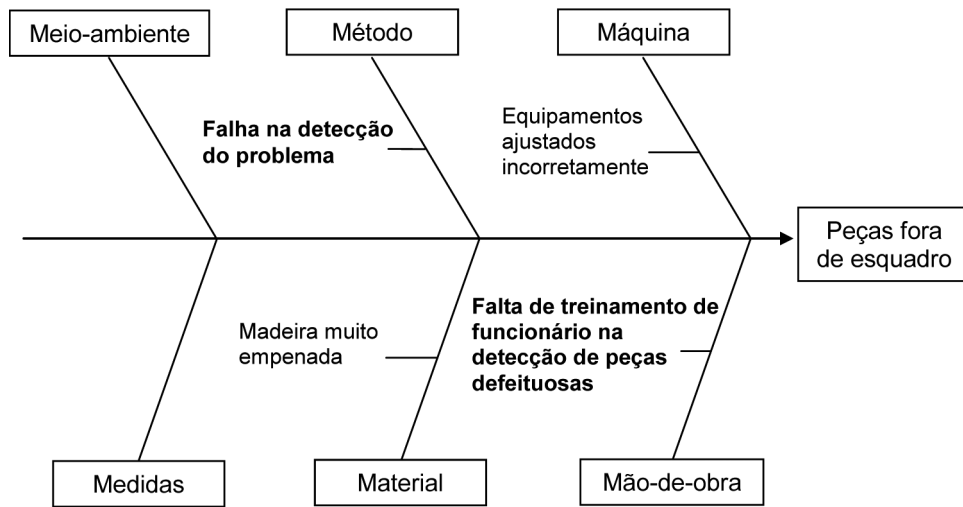 Meio-ambiente
Método
Máquina
Falha na detecção
do problema
Equipamentos
ajustados
incorretamente
Peças fora
de esquadro
Madeira muito
empenada
Falta de treinamento de
funcionário na
detecção de peças
defeituosas
Medidas
Material
Mão-de-obra